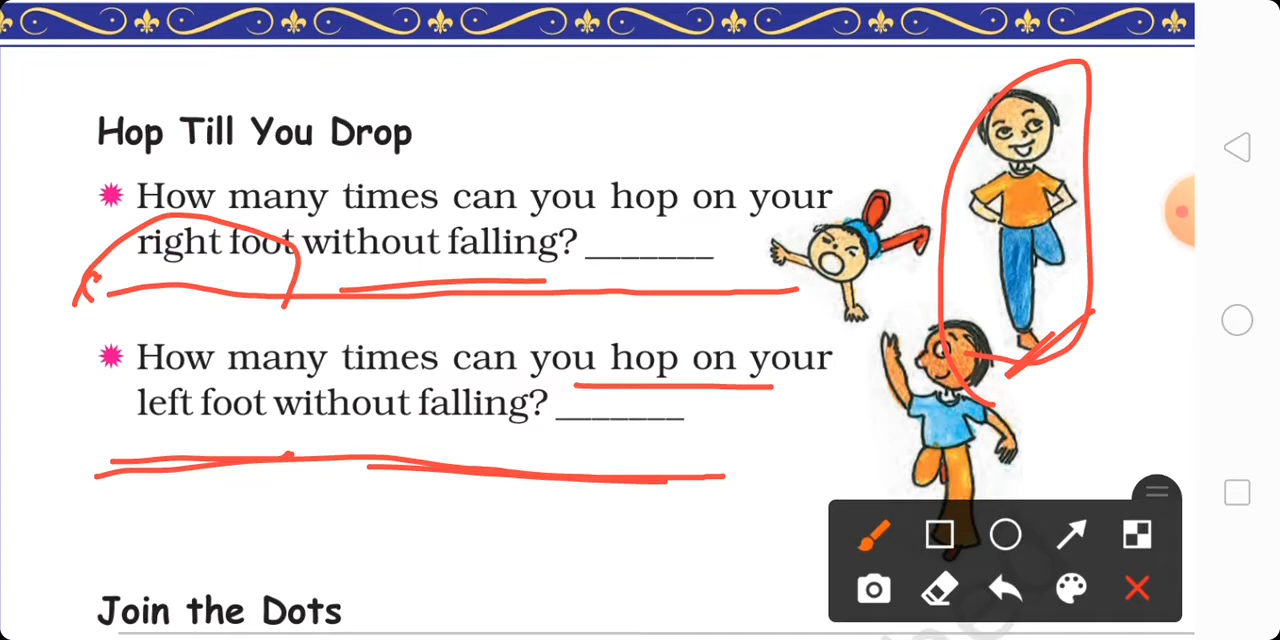 Hop Till You Drop
How many times can you hop on your
right foot without falling? _______
How many times can you hop on your
left foot without falling? _______
Join the Dots